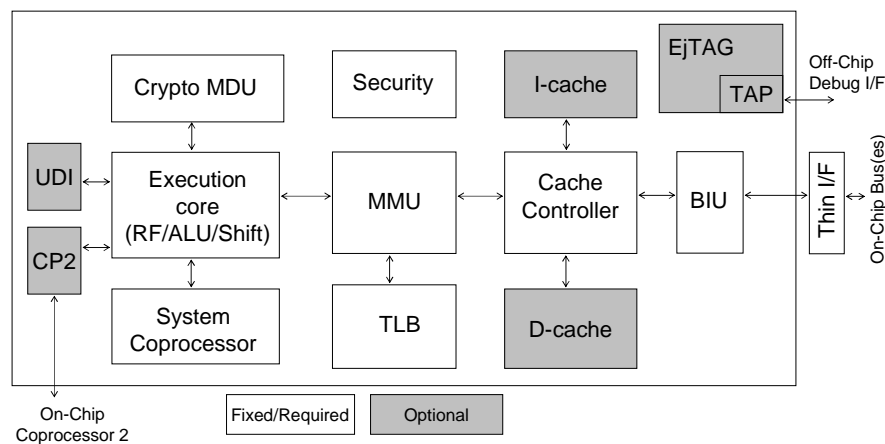 EjTAG
TAP
Off-Chip
Debug I/F
Crypto MDU
Security
I-cache
UDI
Execution
core
(RF/ALU/Shift)
MMU
Cache
Controller
BIU
Thin I/F
On-Chip Bus(es)
CP2
System
Coprocessor
TLB
D-cache
On-Chip
Coprocessor 2
Fixed/Required
Optional